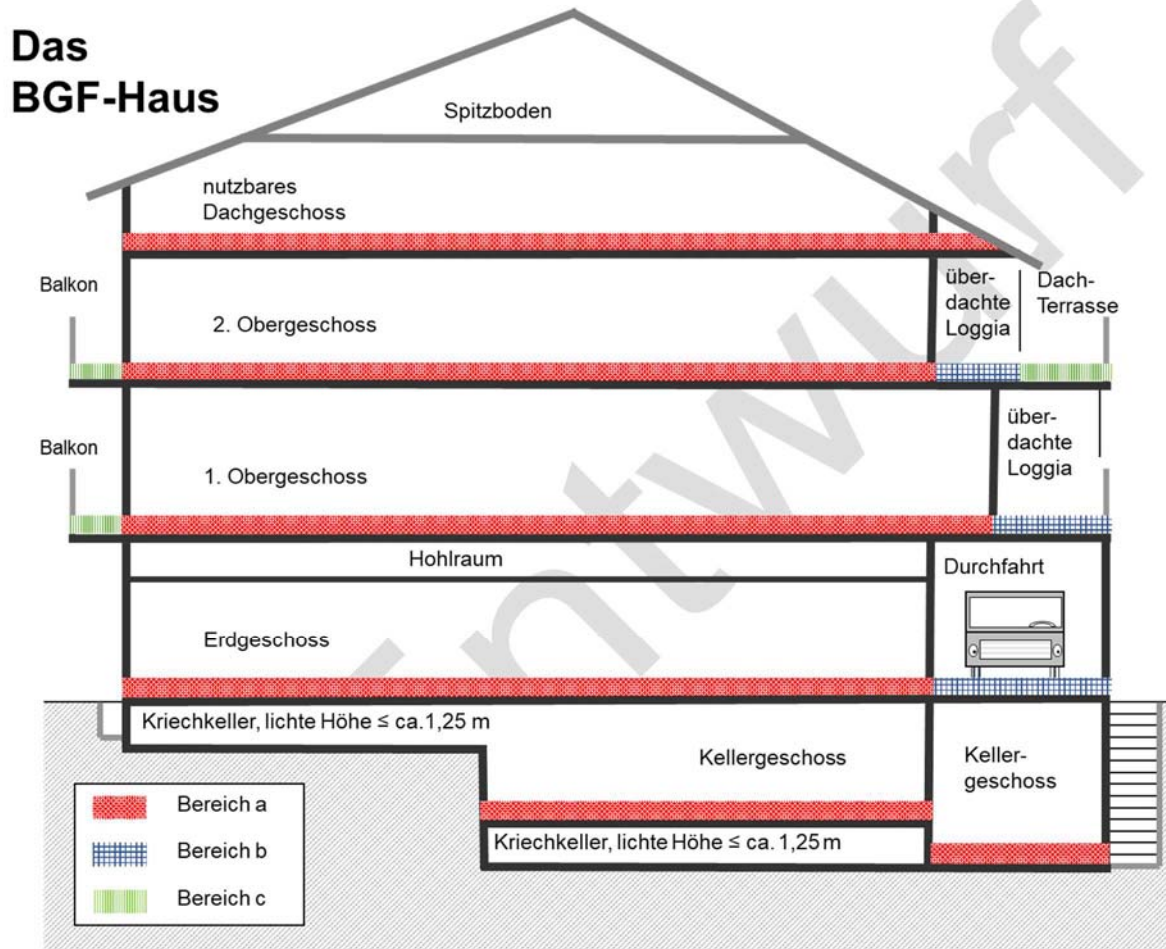 Das
BGF-Haus
Spitzboden
nutzbares
Dachgeschoss
Balkon
2. Obergeschoss
über-
dachte
Loggia
Dach-
Terrasse
Balkon
1. Obergeschoss
über-
dachte
Loggia
Hohlraum
Durchfahrt
Erdgeschoss
Kriechkeller, lichte Höhe ≤ ca. 1,25 m
Kellergeschoss
Keller-
geschoss
Kriechkeller, lichte Höhe ≤ ca. 1,25 m
Bereich a
Bereich b
Bereich c
Entwurf